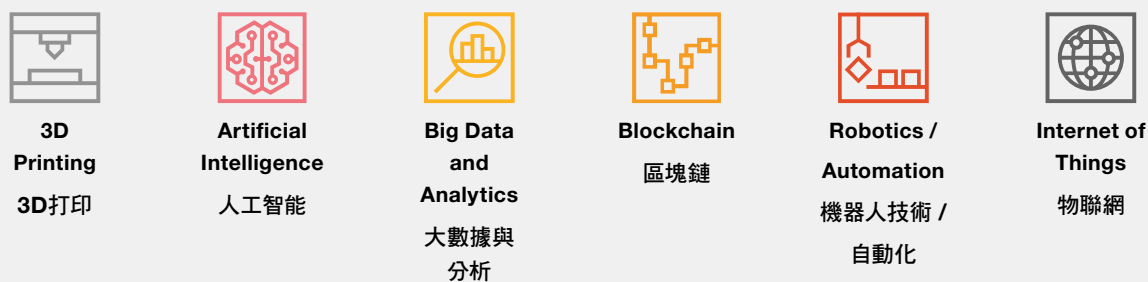 3D
Printing
3D打印
Artificial
Intelligence
人工智能
Big Data
and
Analytics
大數據與
分析
Blockchain
區塊鏈
Robotics /
Automation
機器人技術 /
自動化
Internet of
Things
物聯網